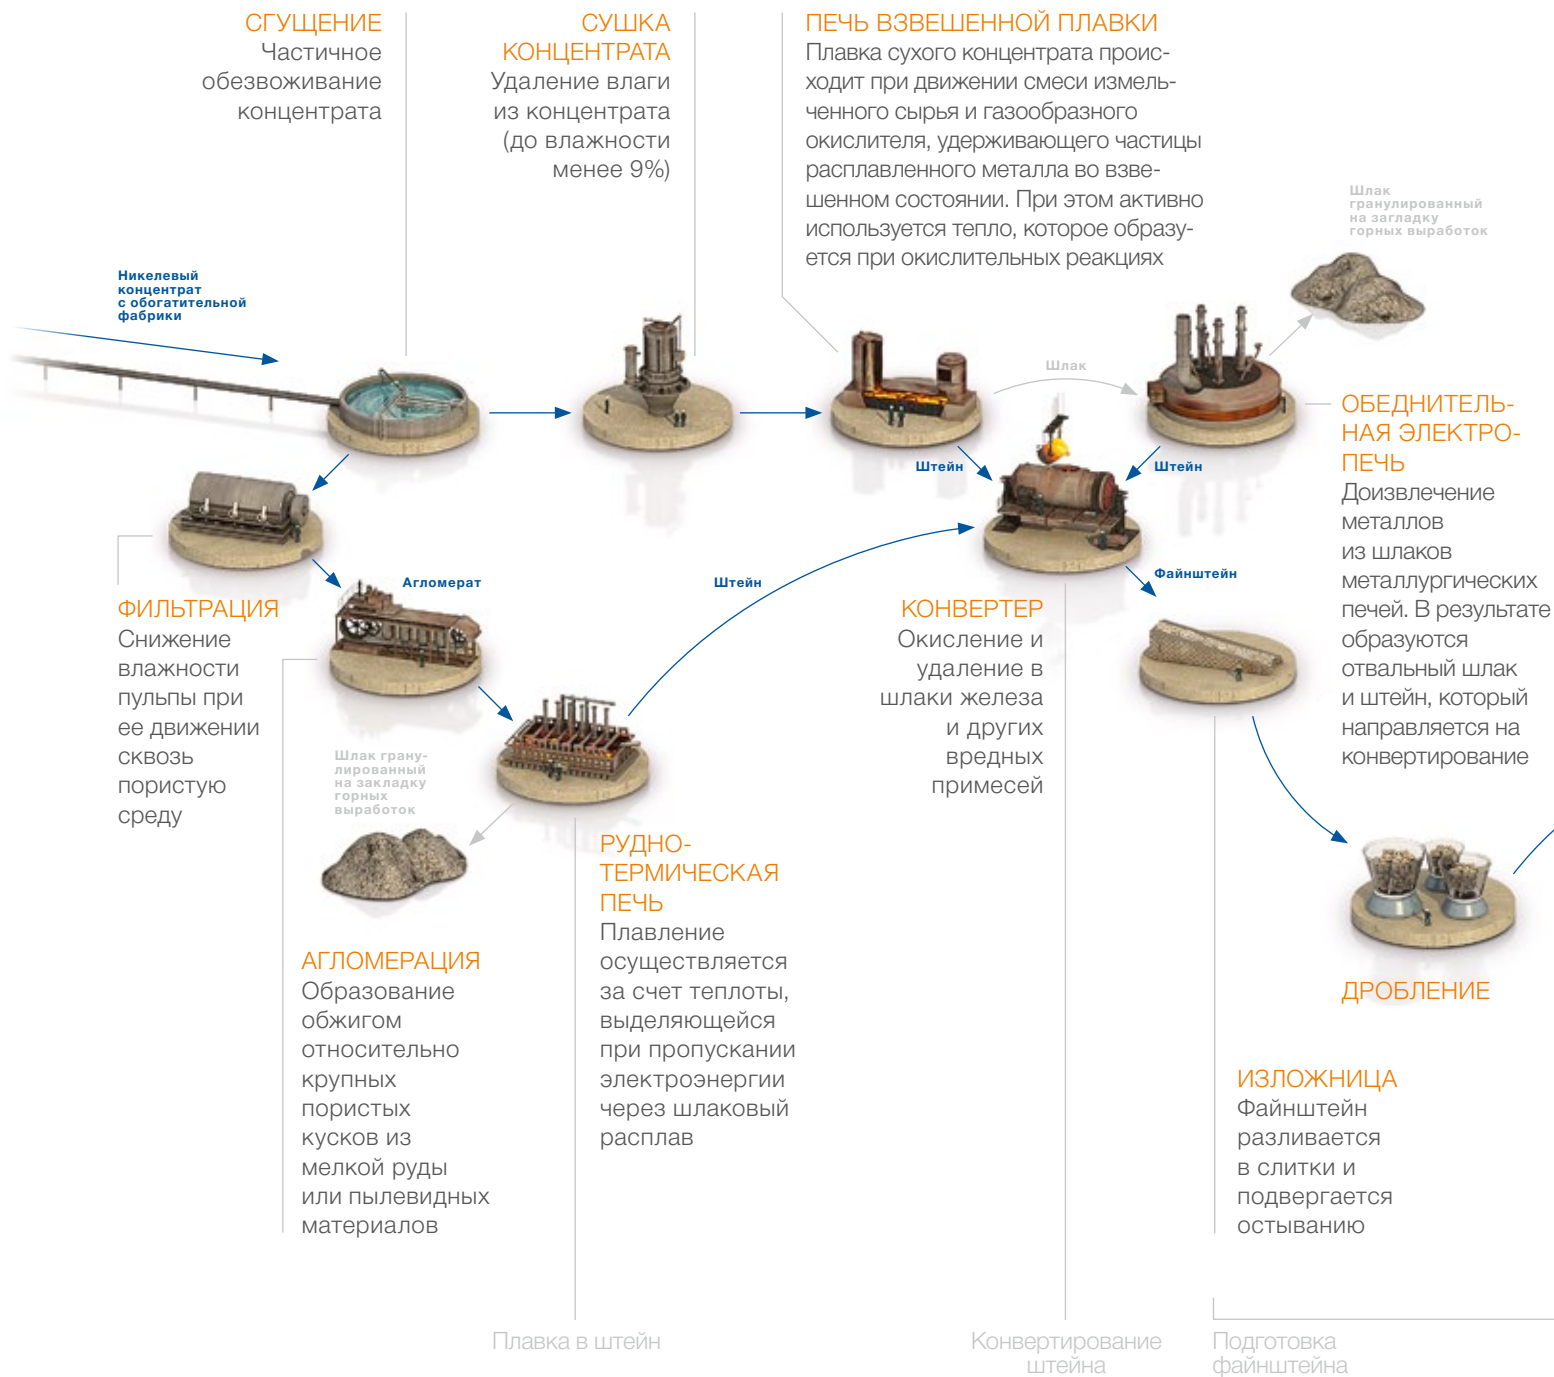 СГУЩЕНИЕ
Частичное
обезвоживание
концентрата
СУШКА
КОНЦЕНТРАТА
Удаление влаги
из концентрата
(до влажности
менее 9%)
ПЕЧЬ ВЗВЕШЕННОЙ ПЛАВКИ
Плавка сухого концентрата проис-
ходит при движении смеси измель-
ченного сырья и газообразного
окислителя, удерживающего частицы
расплавленного металла во взве-
шенном состоянии. При этом активно
используется тепло, которое образу-
ется при окислительных реакциях
Шлак
гранулированный
на загладку
горных выработок
Никелевый
концентрат
с обогатительной
фабрики
Шлак
ОБЕДНИТЕЛЬ-
НАЯ ЭЛЕКТРО-
ПЕЧЬ
Доизвлечение
металлов
из шлаков
металлургических
печей. В результате
образуются
отвальный шлак
и штейн, который
направляется на
конвертирование
Штейн
Штейн
Агломерат
Штейн
Файнштейн
ФИЛЬТРАЦИЯ
Снижение
влажности
пульпы при
ее движении
сквозь
пористую
среду
КОНВЕРТЕР
Окисление и
удаление в
шлаки железа
и других
вредных
примесей
Шлак грану-
лированный
на закладку
горных
выработок
РУДНО-
ТЕРМИЧЕСКАЯ
ПЕЧЬ
Плавление
осуществляется
за счет теплоты,
выделяющейся
при пропускании
электроэнергии
через шлаковый
расплав
АГЛОМЕРАЦИЯ
Образование
обжигом
относительно
крупных
пористых
кусков из
мелкой руды
или пылевидных
материалов
ДРОБЛЕНИЕ
ИЗЛОЖНИЦА
Файнштейн
разливается
в слитки и
подвергается
остыванию
Плавка в штейн
Конвертирование
штейна
Подготовка
файнштейна